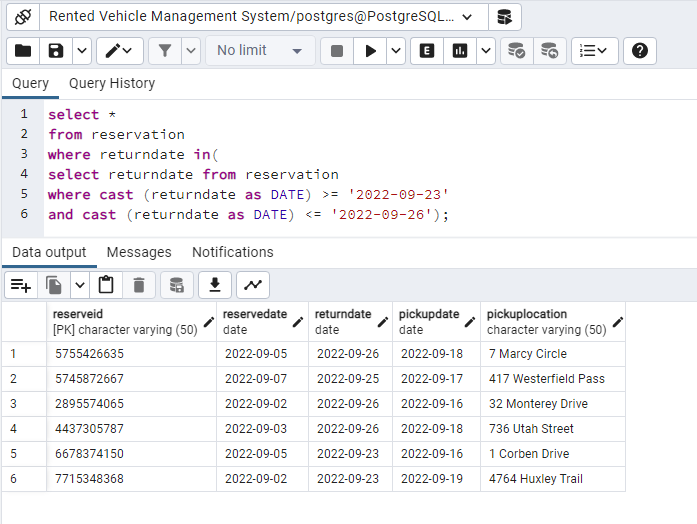 Rented Vehicle Management System/postgres@PostgreSQL...
No limit
E
Query Query History
1 select *
2 from reservation
3 where returndate in(
4 select returndate from reservation
5 where cast (returndate as DATE) >= '2022-09-23'
6 and cast (returndate as DATE) <= '2022-09-26');
Data output Messages Notifications
reserveid reservedate returndate pickupdate pickuplocation
[PK] character varying (50) date date date character varying (50)
1 5755426635 2022-09-05 2022-09-26 2022-09-18 7 Marcy Circle
2 5745872667 2022-09-07 2022-09-25 2022-09-17 417 Westerfield Pass
3 2895574065 2022-09-02 2022-09-26 2022-09-16 32 Monterey Drive
4 4437305787 2022-09-03 2022-09-26 2022-09-18 736 Utah Street
5 6678374150 2022-09-05 2022-09-23 2022-09-16 1 Corben Drive
6 7715348368 2022-09-02 2022-09-23 2022-09-19 4764 Huxley Trail